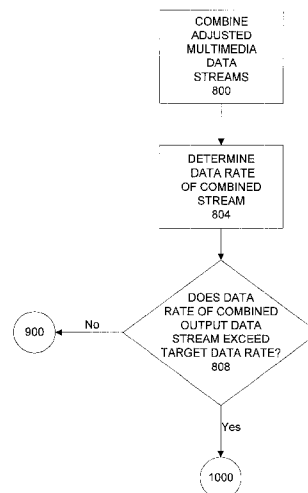 COMBINE
ADJUSTED
MULTIMEDIA
DATA
STREAMS
800
DETERMINE
DATA RATE
OF COMBINED
STREAM
804
DOES DATA
RATE OF COMBINED
OUTPUT DATA
STREAM EXCEED
TARGET DATA RATE?
808
No
900
Yes
1000